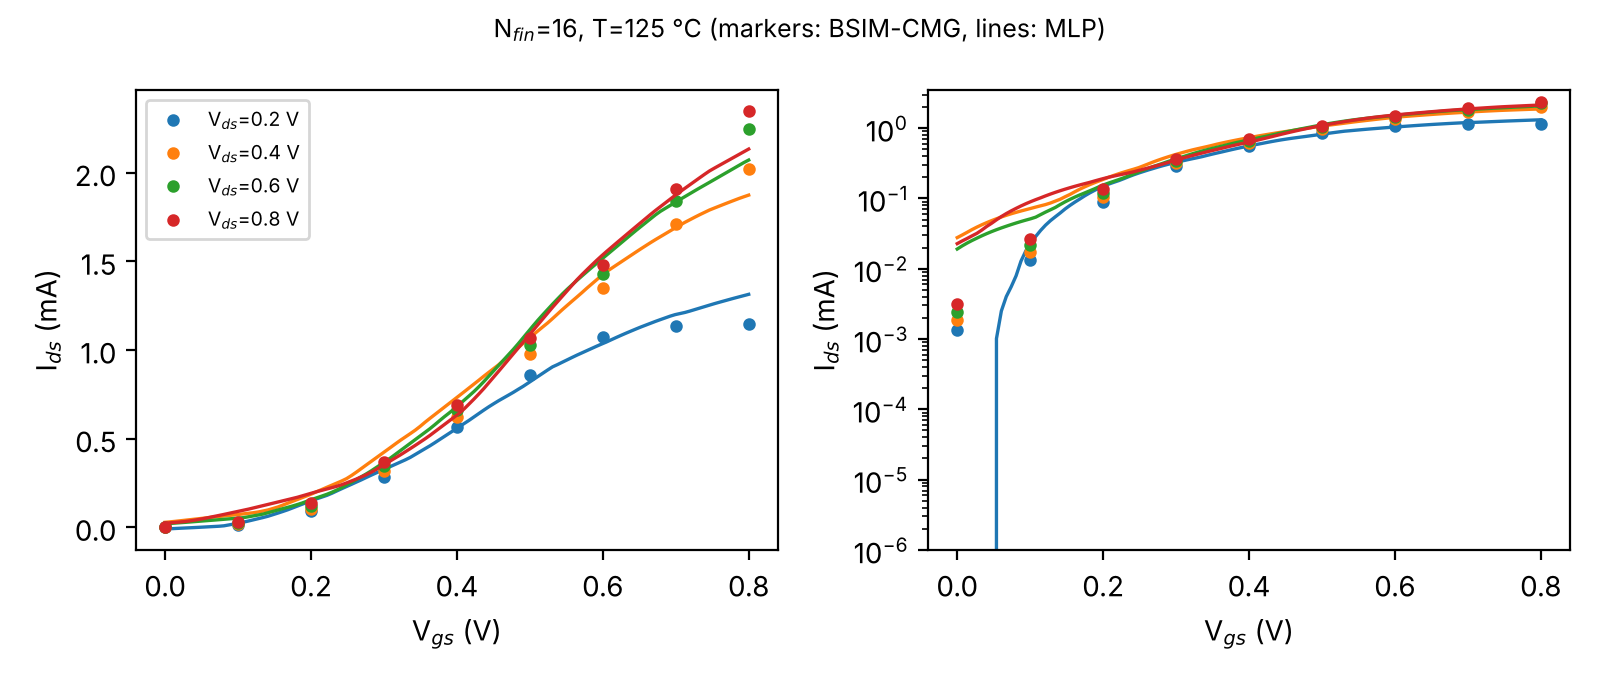 N_fin=16, T=125 °C (markers: BSIM-CMG, lines: MLP)
V_ds=0.2 V
V_ds=0.4 V
V_ds=0.6 V
V_ds=0.8 V
I_ds (mA)
2.0
1.5
1.0
0.5
0.0
0.0 0.2 0.4 0.6 0.8
V_gs (V)
I_ds (mA)
10^0
10^-1
10^-2
10^-3
10^-4
10^-5
10^-6
0.0 0.2 0.4 0.6 0.8
V_gs (V)